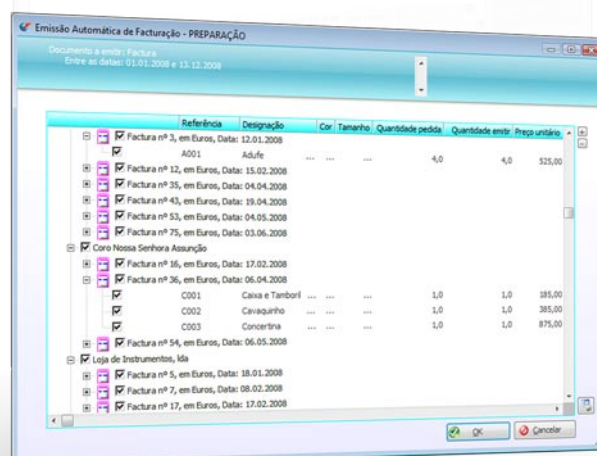 Emissão Automática de Facturação - PREPARAÇÃO
Documento a emitir: Factura
Entre as datas: 01.01.2008 e 13.12.2008
Referência Designação Cor Tamanho Quantidade pedida Quantidade emitir Preço unitário
Factura nº 3, em Euros, Data: 12.01.2008
A001 Adufe ... ... ... 4,0 4,0 525,00
Factura nº 12, em Euros, Data: 15.02.2008
Factura nº 35, em Euros, Data: 04.04.2008
Factura nº 43, em Euros, Data: 19.04.2008
Factura nº 53, em Euros, Data: 04.05.2008
Factura nº 75, em Euros, Data: 03.06.2008
Coro Nossa Senhora Assunção
Factura nº 16, em Euros, Data: 17.02.2008
Factura nº 36, em Euros, Data: 06.04.2008
C001 Caixa e Tamboril ... ... ... 1,0 1,0 185,00
C002 Cavaquinho ... ... ... 1,0 1,0 385,00
C003 Concertina ... ... ... 1,0 1,0 875,00
Factura nº 54, em Euros, Data: 06.05.2008
Loja de Instrumentos, lda
Factura nº 5, em Euros, Data: 18.01.2008
Factura nº 7, em Euros, Data: 08.02.2008
Factura nº 17, em Euros, Data: 17.02.2008
OK Cancelar